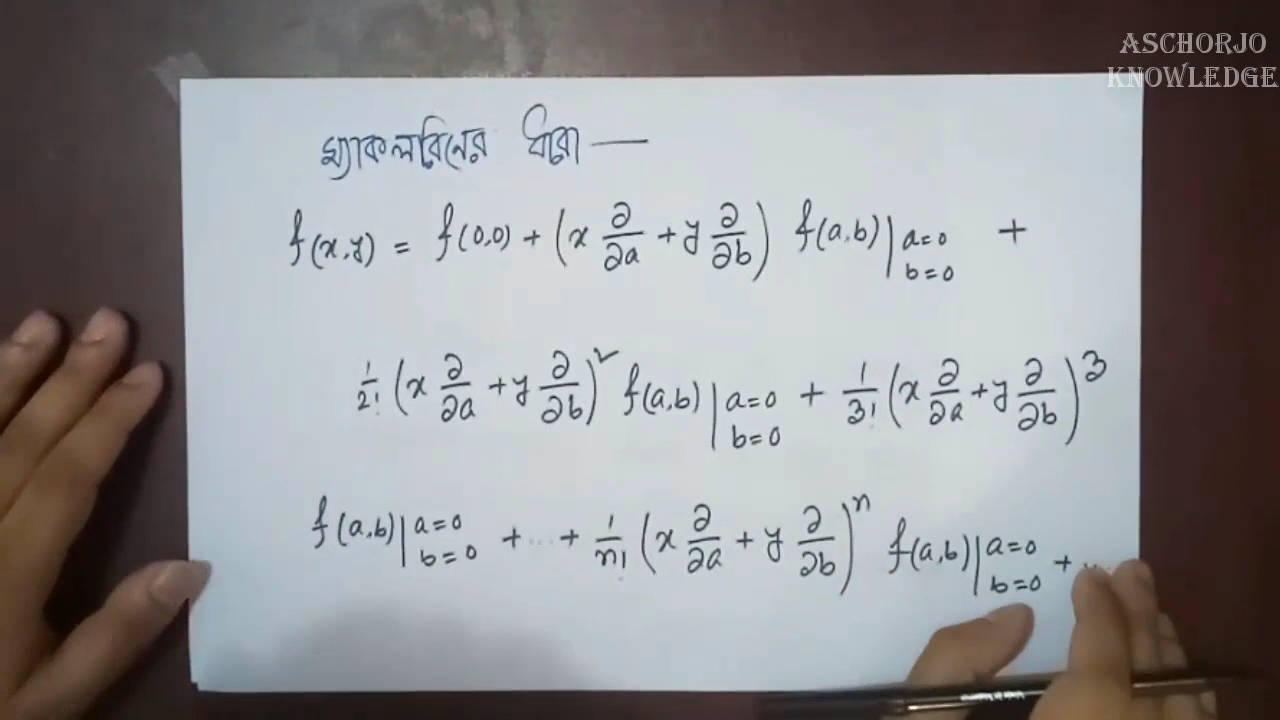 ASCHORJO
KNOWLEDGE
ম্যাকলরিনের ধারা —
f(x,y) = f(0,0) + (x ∂/∂a + y ∂/∂b) f(a,b)|a=0 b=0 +
1/2! (x ∂/∂a + y ∂/∂b)^2 f(a,b)|a=0 b=0 + 1/3! (x ∂/∂a + y ∂/∂b)^3
f(a,b)|a=0 b=0 + ... + 1/n! (x ∂/∂a + y ∂/∂b)^n f(a,b)|a=0 b=0 + ...